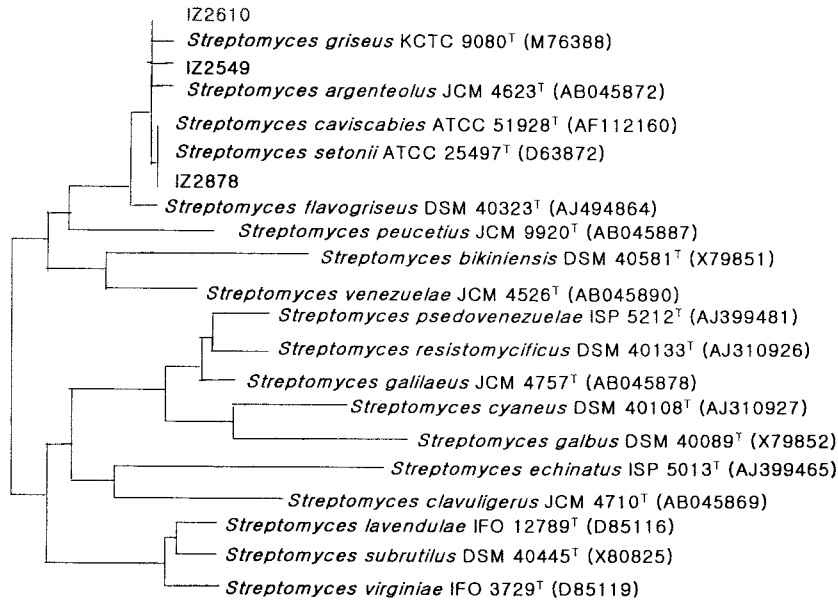 IZ2610
Streptomyces griseus KCTC 9080ᵀ (M76388)
IZ2549
Streptomyces argenteolus JCM 4623ᵀ (AB045872)
Streptomyces caviscabies ATCC 51928ᵀ (AF112160)
Streptomyces setonii ATCC 25497ᵀ (D63872)
IZ2878
Streptomyces flavogriseus DSM 40323ᵀ (AJ494864)
Streptomyces peucetius JCM 9920ᵀ (AB045887)
Streptomyces bikiniensis DSM 40581ᵀ (X79851)
Streptomyces venezuelae JCM 4526ᵀ (AB045890)
Streptomyces psedovenezuelae ISP 5212ᵀ (AJ399481)
Streptomyces resistomycificus DSM 40133ᵀ (AJ310926)
Streptomyces galilaeus JCM 4757ᵀ (AB045878)
Streptomyces cyaneus DSM 40108ᵀ (AJ310927)
Streptomyces galbus DSM 40089ᵀ (X79852)
Streptomyces echinatus ISP 5013ᵀ (AJ399465)
Streptomyces clavuligerus JCM 4710ᵀ (AB045869)
Streptomyces lavendulae IFO 12789ᵀ (D85116)
Streptomyces subrutilus DSM 40445ᵀ (X80825)
Streptomyces virginiae IFO 3729ᵀ (D85119)